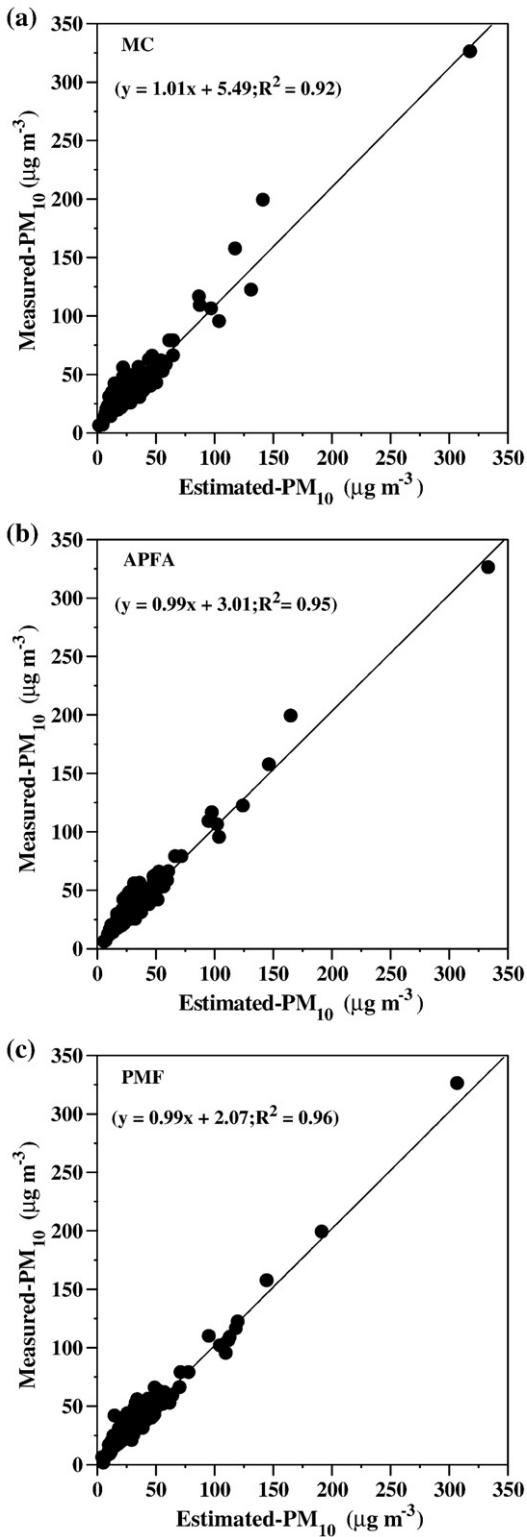 (a)
350
MC
300
(y = 1.01x + 5.49;R² = 0.92)
250
200
150
100
50
0
Measured-PM₁₀ (μg m⁻³)
0 50 100 150 200 250 300 350
Estimated-PM₁₀ (μg m⁻³)
(b)
350
APFA
300
(y = 0.99x + 3.01;R² = 0.95)
250
200
150
100
50
0
Measured-PM₁₀ (μg m⁻³)
0 50 100 150 200 250 300 350
Estimated-PM₁₀ (μg m⁻³)
(c)
350
PMF
300
(y = 0.99x + 2.07;R² = 0.96)
250
200
150
100
50
0
Measured-PM₁₀ (μg m⁻³)
0 50 100 150 200 250 300 350
Estimated-PM₁₀ (μg m⁻³)